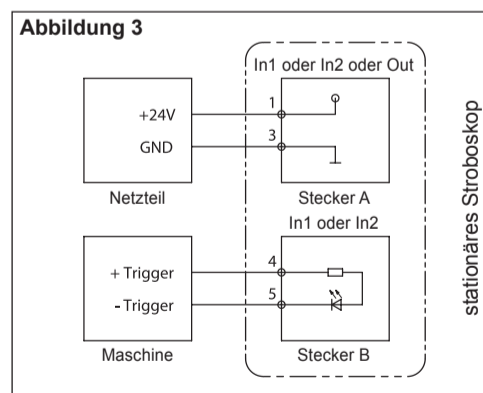 Abbildung 3
In1 oder In2 oder Out
+24V
1
GND
3
Netzteil
Stecker A
In1 oder In2
+ Trigger
4
- Trigger
5
Maschine
Stecker B
stationäres Stroboskop